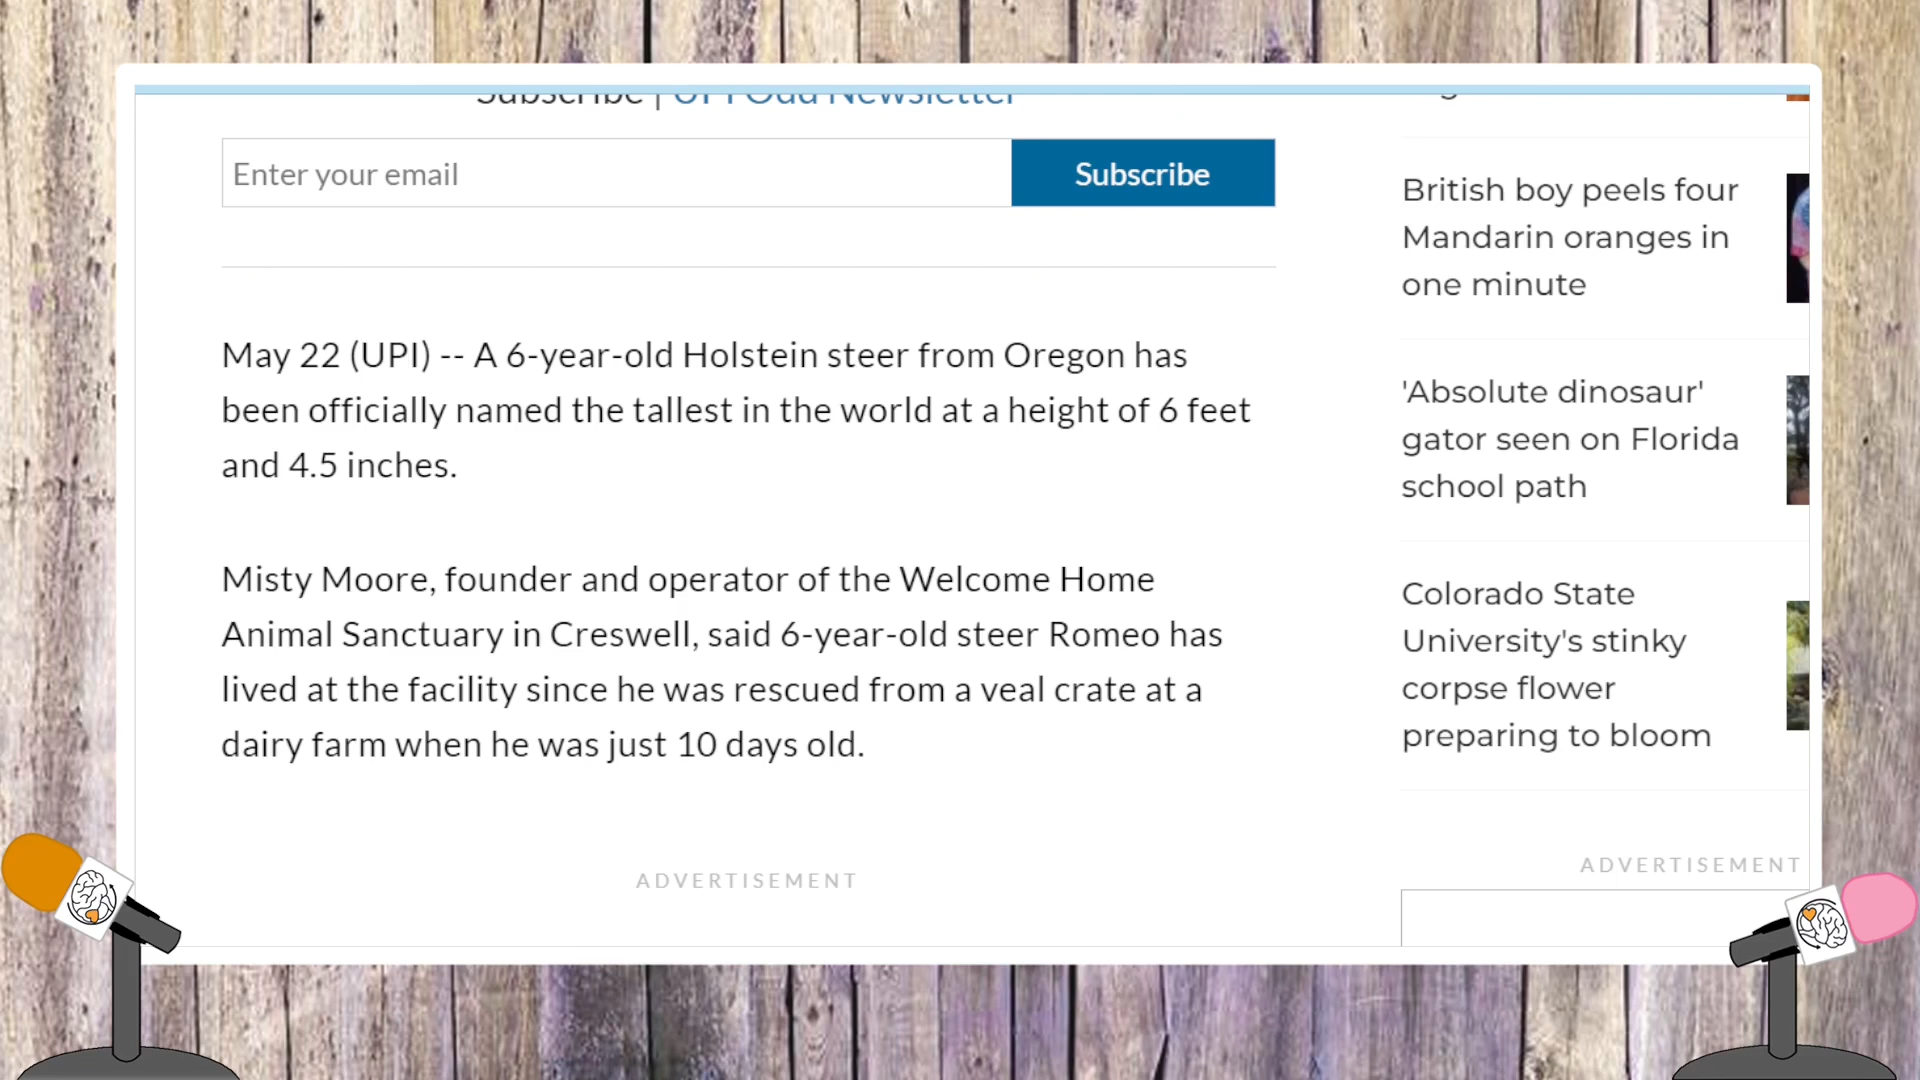 Subscribe | UPI Odd Newsletter
Enter your email
Subscribe
May 22 (UPI) -- A 6-year-old Holstein steer from Oregon has
been officially named the tallest in the world at a height of 6 feet
and 4.5 inches.
Misty Moore, founder and operator of the Welcome Home
Animal Sanctuary in Creswell, said 6-year-old steer Romeo has
lived at the facility since he was rescued from a veal crate at a
dairy farm when he was just 10 days old.
ADVERTISEMENT
British boy peels four
Mandarin oranges in
one minute
'Absolute dinosaur'
gator seen on Florida
school path
Colorado State
University's stinky
corpse flower
preparing to bloom
ADVERTISEMENT